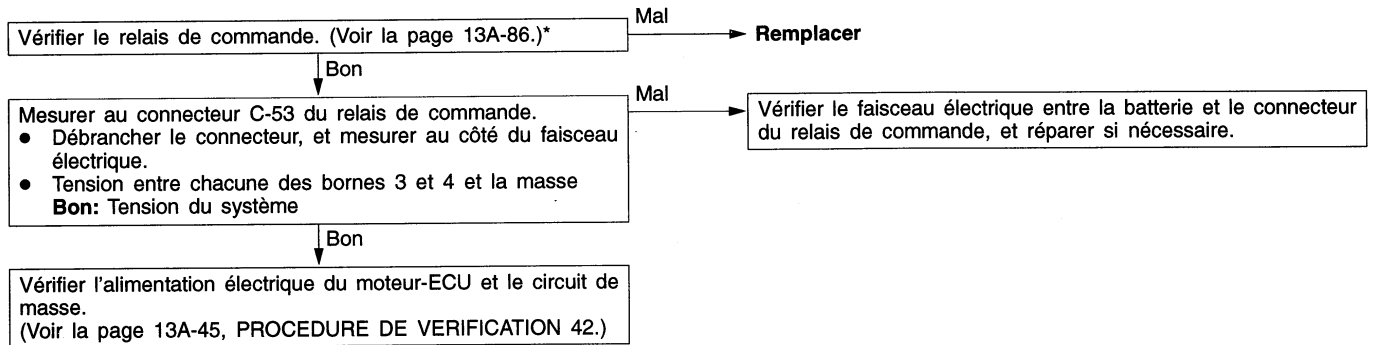 Vérifier le relais de commande. (Voir la page 13A-86.)*
Mal
Remplacer
Bon
Mesurer au connecteur C-53 du relais de commande.
● Débrancher le connecteur, et mesurer au côté du faisceau
électrique.
● Tension entre chacune des bornes 3 et 4 et la masse
Bon: Tension du système
Mal
Vérifier le faisceau électrique entre la batterie et le connecteur
du relais de commande, et réparer si nécessaire.
Bon
Vérifier l'alimentation électrique du moteur-ECU et le circuit de
masse.
(Voir la page 13A-45, PROCEDURE DE VERIFICATION 42.)